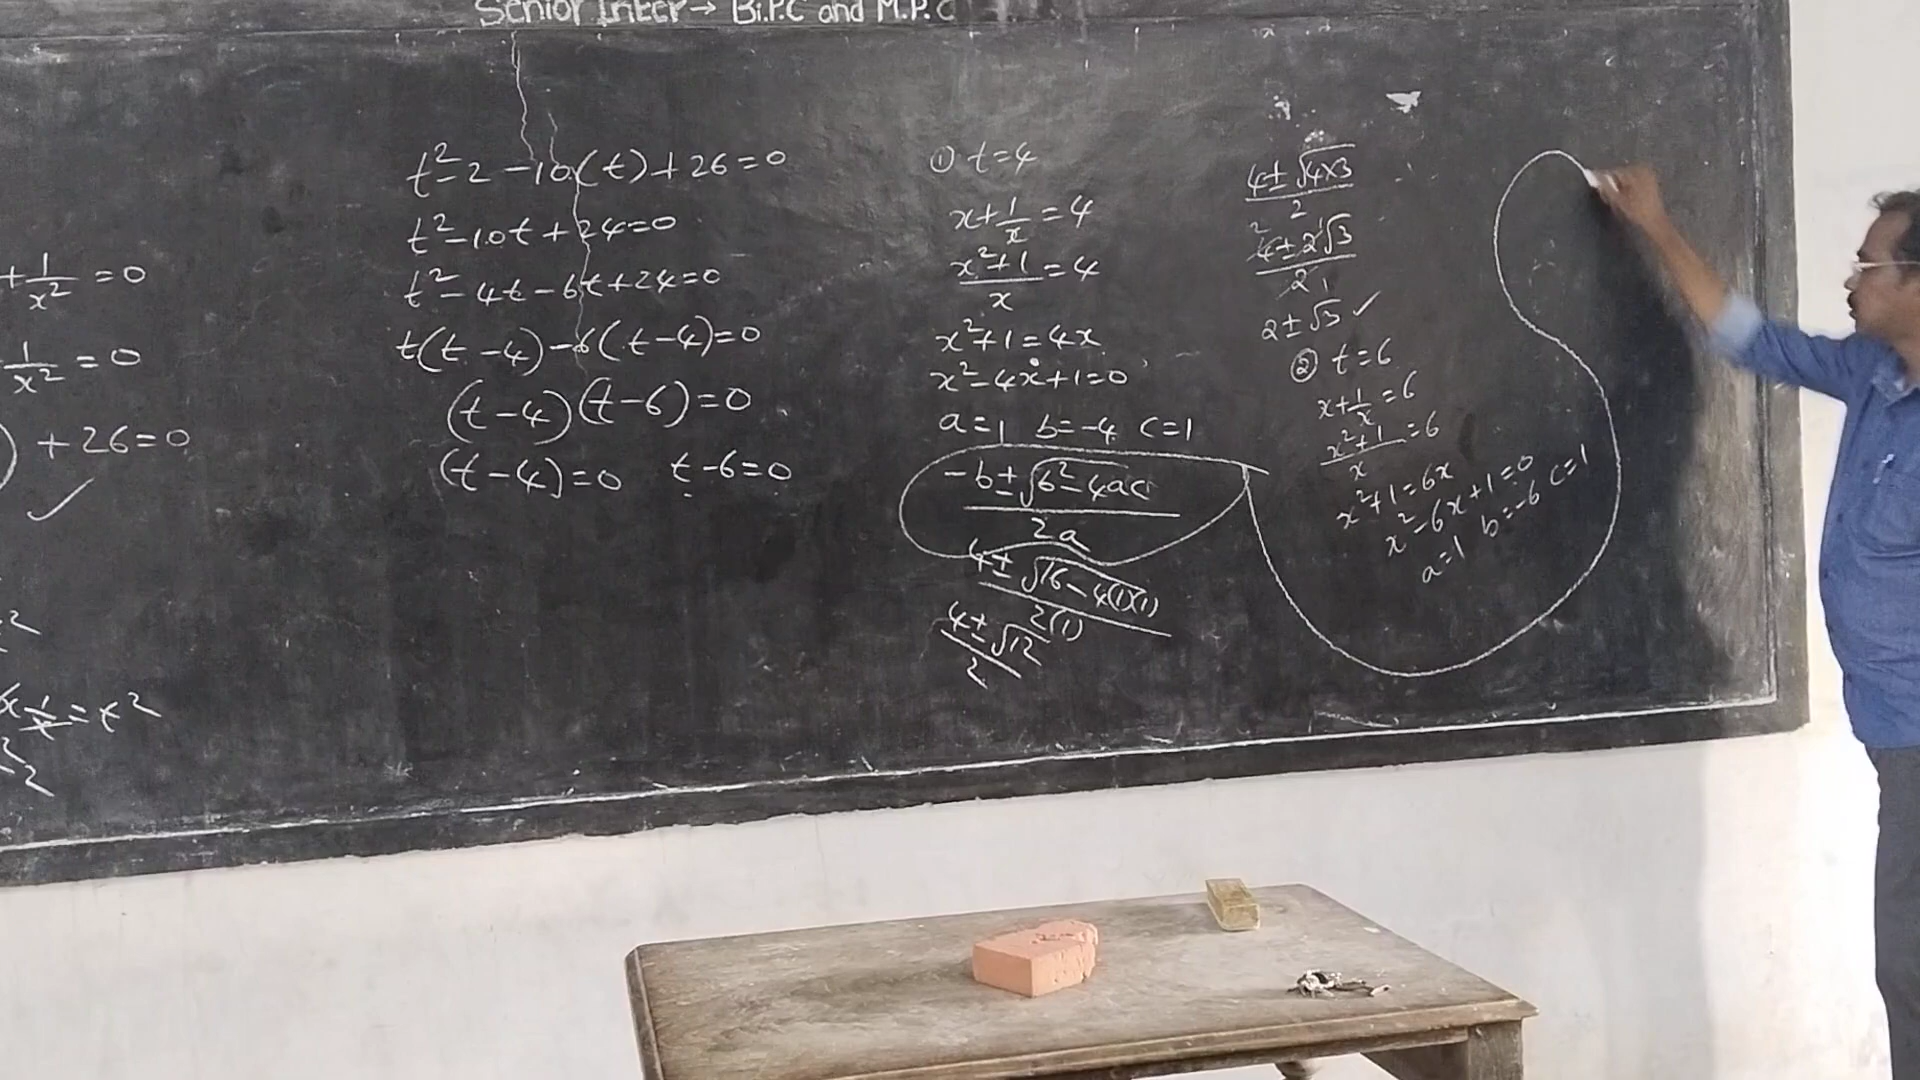 Senior Inter → Bi.P.C and M.P.C
+ 1/x² = 0
1/x² = 0
) + 26 = 0
x 1/x = t²
t² - 2 - 10(t) + 26 = 0
t² - 10t + 24 = 0
t² - 4t - 6t + 24 = 0
t(t - 4) - 6(t - 4) = 0
(t - 4)(t - 6) = 0
(t - 4) = 0 t - 6 = 0
① t = 4
x + 1/x = 4
x² + 1 / x = 4
x² + 1 = 4x
x² - 4x + 1 = 0
a = 1 b = -4 c = 1
-b ± √b² - 4ac / 2a
4 ± √16 - 4(1)(1) / 2(1)
4 ± √12 / 2
4 ± √4×3 / 2
4 ± 2√3 / 2
2 ± √3 ✓
② t = 6
x + 1/x = 6
x² + 1 / x = 6
x² + 1 = 6x
x² - 6x + 1 = 0
a = 1 b = -6 c = 1